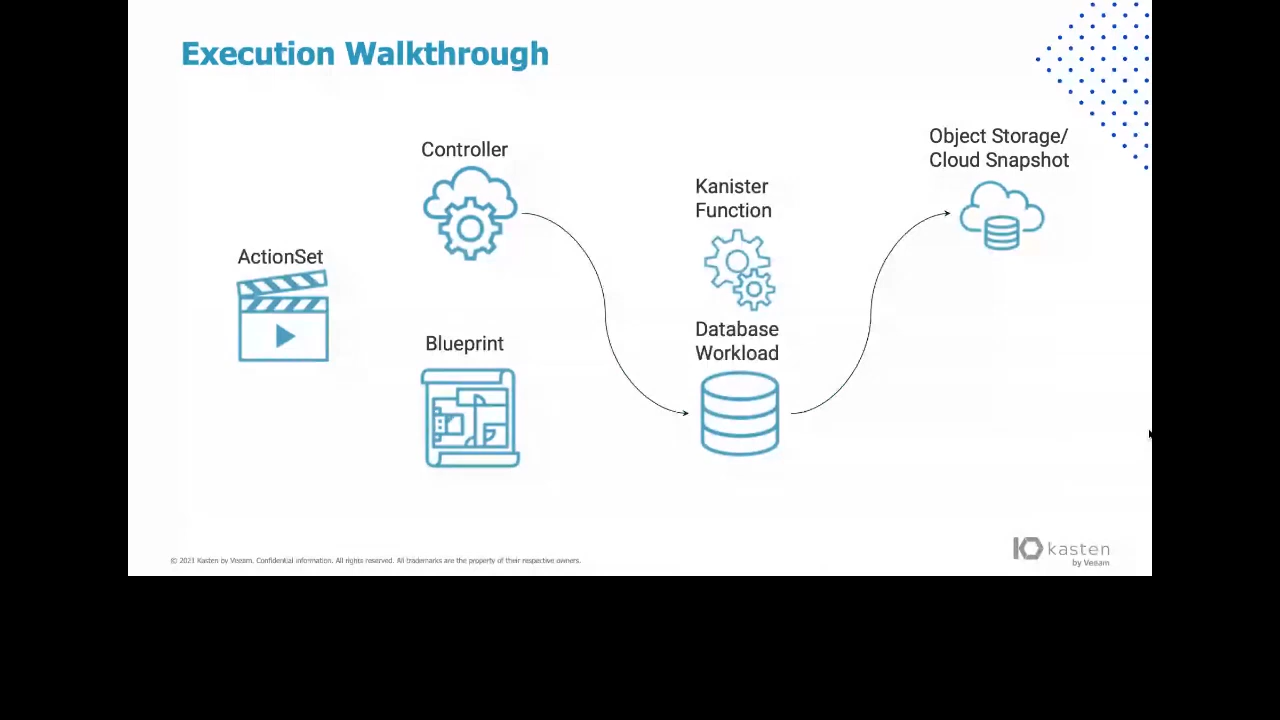 Execution Walkthrough
Object Storage/
Cloud Snapshot
Controller
Kanister
Function
ActionSet
Database
Workload
Blueprint
© 2023 Kasten by Veeam. Confidential information. All rights reserved. All trademarks are the property of their respective owners.
kasten
by Veeam